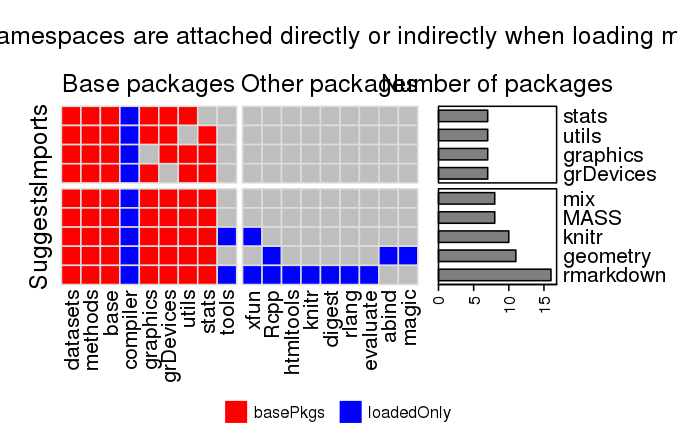 amespaces are attached directly or indirectly when loading m
Base packages
Other packages
Number of packages
Imports
Suggests
stats
utils
graphics
grDevices
mix
MASS
knitr
geometry
rmarkdown
datasets
methods
base
compiler
graphics
grDevices
utils
stats
tools
xfun
Rcpp
htmltools
knitr
digest
rlang
evaluate
abind
magic
0
5
10
15
basePkgs
loadedOnly